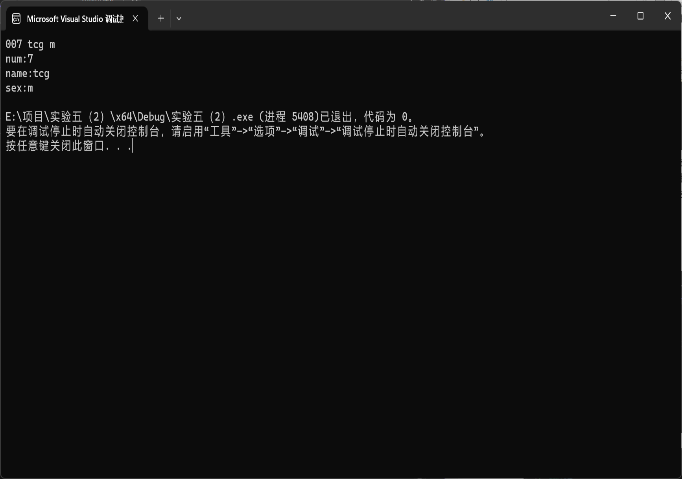 Microsoft Visual Studio 调试
007 tcg m
num:7
name:tcg
sex:m
E:\项目\实验五（2）\x64\Debug\实验五（2）.exe (进程 5408)已退出，代码为 0。
要在调试停止时自动关闭控制台，请启用“工具”->“选项”->“调试”->“调试停止时自动关闭控制台”。
按任意键关闭此窗口. . .